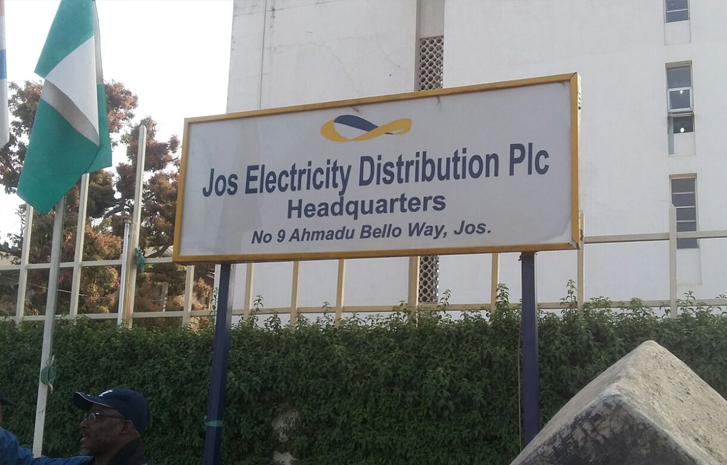 Jos Electricity Distribution Plc
Headquarters
No 9 Ahmadu Bello Way, Jos.